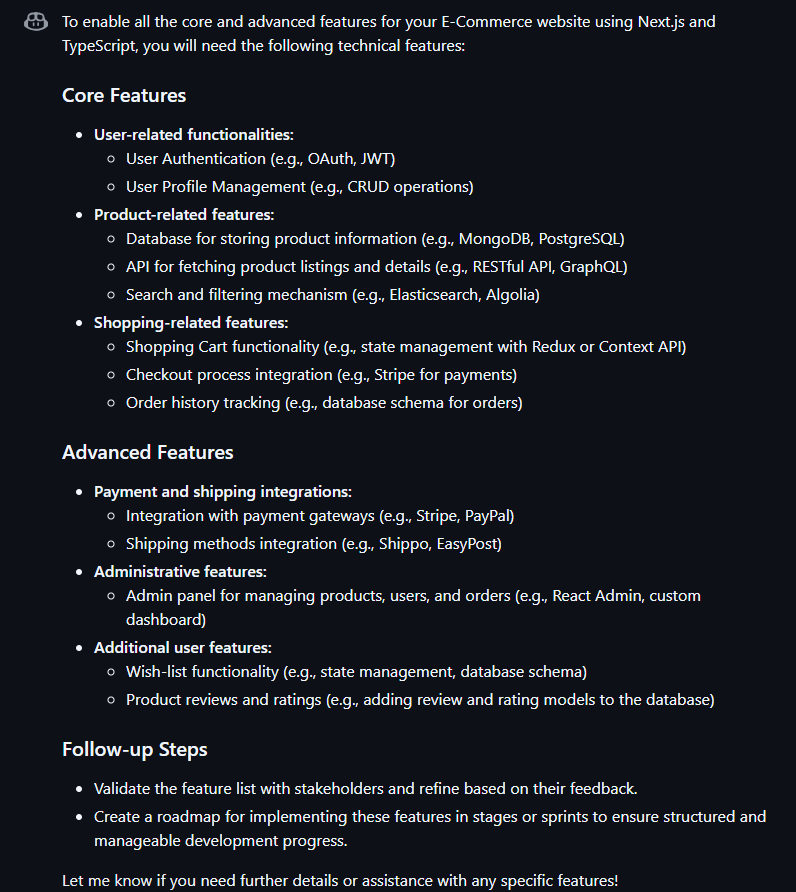 To enable all the core and advanced features for your E-Commerce website using Next.js and
TypeScript, you will need the following technical features:
Core Features
• User-related functionalities:
○ User Authentication (e.g., OAuth, JWT)
○ User Profile Management (e.g., CRUD operations)
• Product-related features:
○ Database for storing product information (e.g., MongoDB, PostgreSQL)
○ API for fetching product listings and details (e.g., RESTful API, GraphQL)
○ Search and filtering mechanism (e.g., Elasticsearch, Algolia)
• Shopping-related features:
○ Shopping Cart functionality (e.g., state management with Redux or Context API)
○ Checkout process integration (e.g., Stripe for payments)
○ Order history tracking (e.g., database schema for orders)
Advanced Features
• Payment and shipping integrations:
○ Integration with payment gateways (e.g., Stripe, PayPal)
○ Shipping methods integration (e.g., Shippo, EasyPost)
• Administrative features:
○ Admin panel for managing products, users, and orders (e.g., React Admin, custom
dashboard)
• Additional user features:
○ Wish-list functionality (e.g., state management, database schema)
○ Product reviews and ratings (e.g., adding review and rating models to the database)
Follow-up Steps
• Validate the feature list with stakeholders and refine based on their feedback.
• Create a roadmap for implementing these features in stages or sprints to ensure structured and
manageable development progress.
Let me know if you need further details or assistance with any specific features!